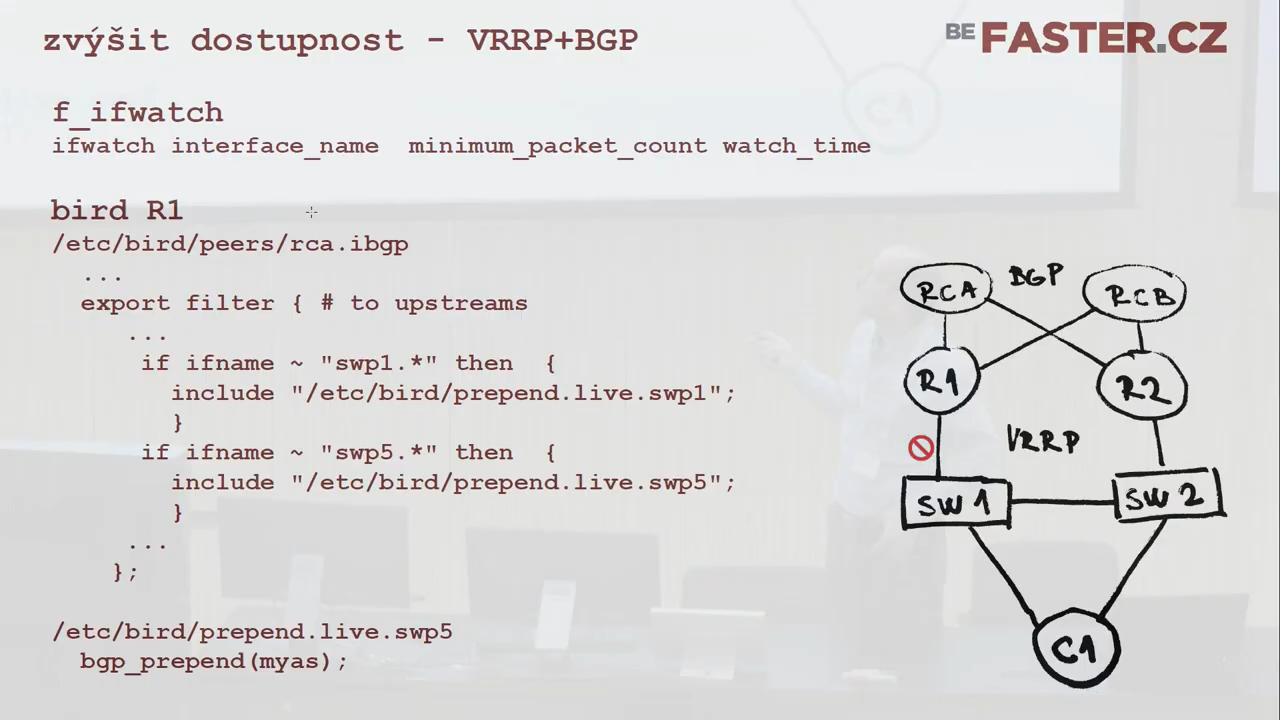 zvýšit dostupnost - VRRP+BGP
BE FASTER.CZ
f_ifwatch
ifwatch interface_name  minimum_packet_count watch_time
bird R1
/etc/bird/peers/rca.ibgp
...
export filter { # to upstreams
...
if ifname ~ "swp1.*" then  {
include "/etc/bird/prepend.live.swp1";
}
if ifname ~ "swp5.*" then  {
include "/etc/bird/prepend.live.swp5";
}
...
};
/etc/bird/prepend.live.swp5
bgp_prepend(myas);
C1
RCA BGP RCB
R1 R2
VRRP
SW1 SW2
C1